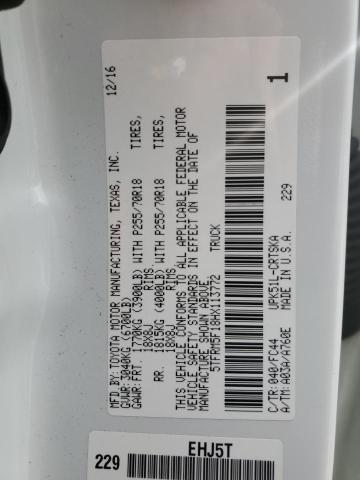 MFD.BY:TOYOTA MOTOR MANUFACTURING, TEXAS, INC. 12/16
GVWR:3040KG (6700LB)
GAWR:FRT. 1770KG (3900LB) WITH P255/70R18 TIRES,
18X8J RIMS.
RR. 1815KG (4000LB) WITH P255/70R18 TIRES,
18X8J RIMS.
THIS VEHICLE CONFORMS TO ALL APPLICABLE FEDERAL MOTOR
VEHICLE SAFETY STANDARDS IN EFFECT ON THE DATE OF
MANUFACTURE SHOWN ABOVE.
5TFRM5F18HX113772 TRUCK 1
C/TR:040/FC44 UPK51L-CRTSKA 229
A/TM:A03A/A760E MADE IN U.S.A.
229 EHJ5T